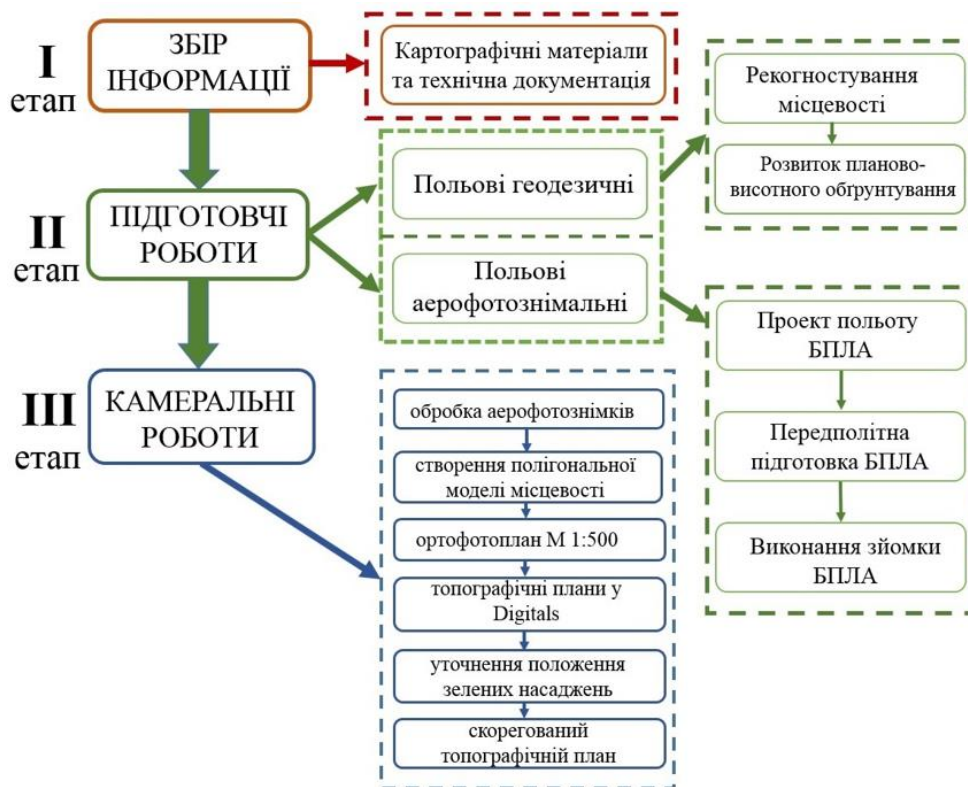 I
етап
ЗБІР
ІНФОРМАЦІЇ
Картографічні матеріали
та технічна документація
Рекогностування
місцевості
Розвиток планово-
висотного обґрунтування
II
етап
ПІДГОТОВЧІ
РОБОТИ
Польові геодезичні
Польові
аерофотознімальні
Проект польоту
БПЛА
Передполітна
підготовка БПЛА
Виконання зйомки
БПЛА
III
етап
КАМЕРАЛЬНІ
РОБОТИ
обробка аерофотознімків
створення полігональної
моделі місцевості
ортофотоплан М 1:500
топографічні плани у
Digitals
уточнення положення
зелених насаджень
скорегований
топографічній план